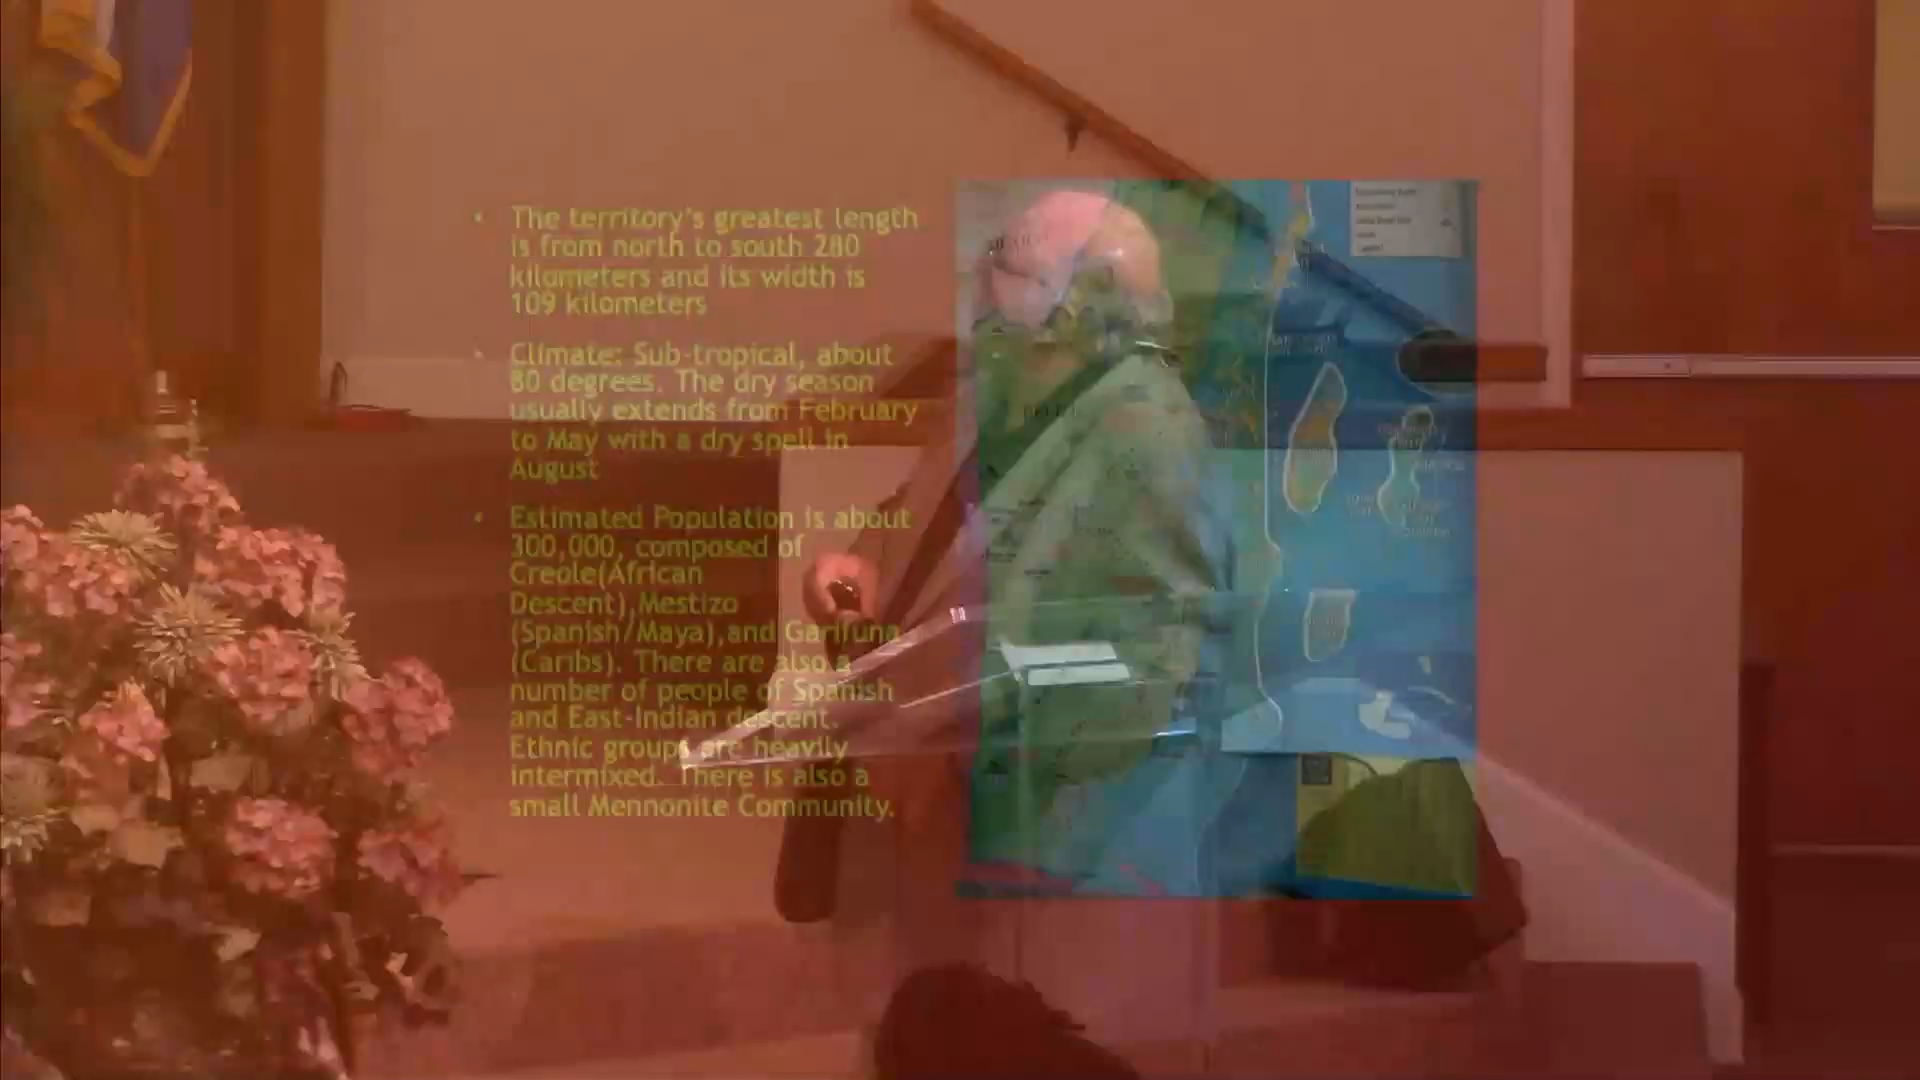 • The territory's greatest length
is from north to south 280
kilometers and its width is
109 kilometers
• Climate: Sub-tropical, about
80 degrees. The dry season
usually extends from February
to May with a dry spell in
August
• Estimated Population is about
300,000, composed of
Creole(African
Descent),Mestizo
(Spanish/Maya),and Garifuna
(Caribs). There are also a
number of people of Spanish
and East-Indian descent.
Ethnic groups are heavily
intermixed. There is also a
small Mennonite Community.